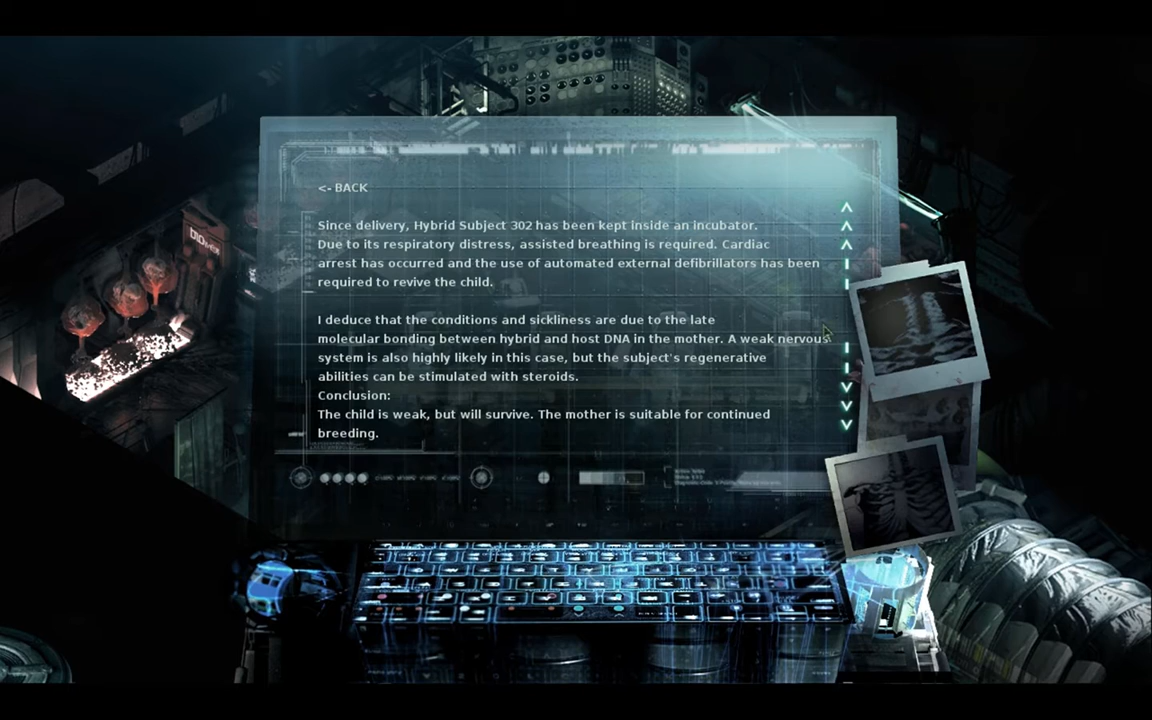 <- BACK
Since delivery, Hybrid Subject 302 has been kept inside an incubator.
Due to its respiratory distress, assisted breathing is required. Cardiac
arrest has occurred and the use of automated external defibrillators has been
required to revive the child.
I deduce that the conditions and sickliness are due to the late
molecular bonding between hybrid and host DNA in the mother. A weak nervous
system is also highly likely in this case, but the subject's regenerative
abilities can be stimulated with steroids.
Conclusion:
The child is weak, but will survive. The mother is suitable for continued
breeding.